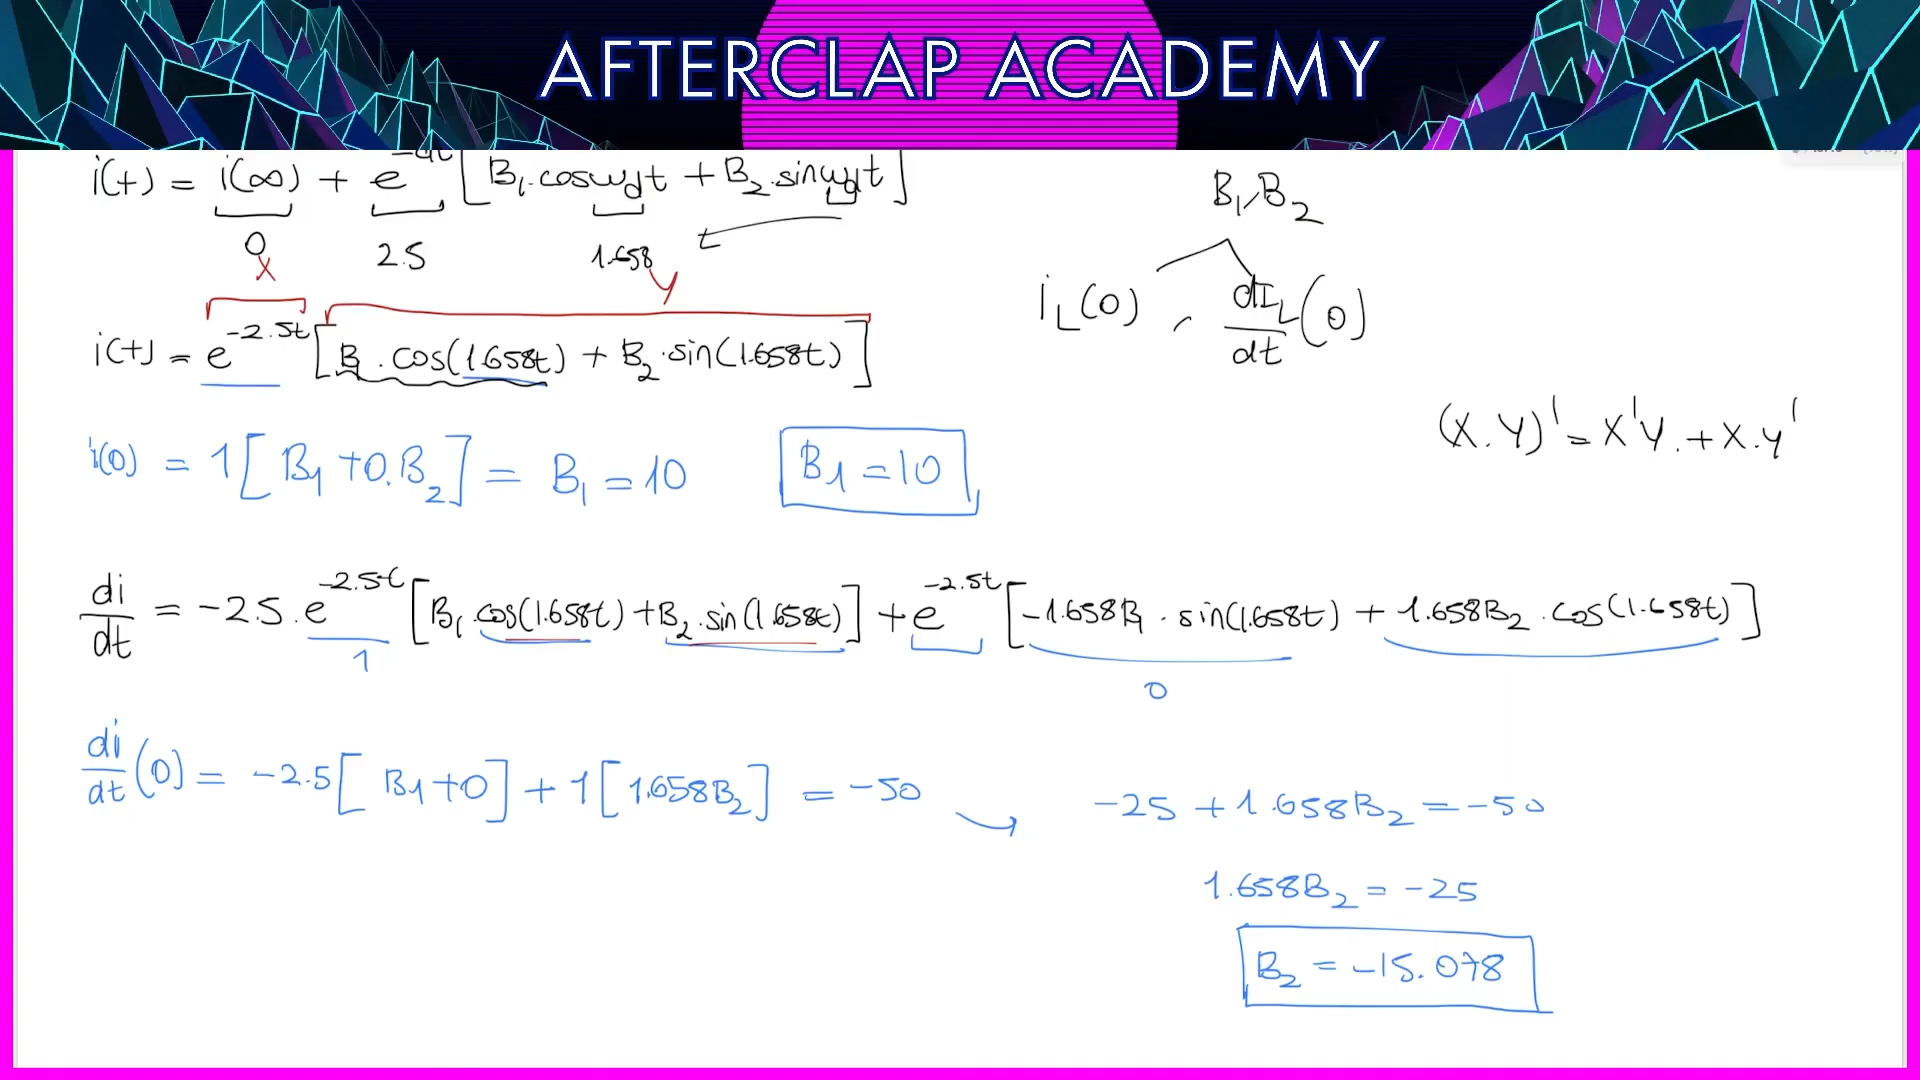 AFTERCLAP ACADEMY
i(t) = i(∞) + e^-αt [B₁.cosωdt + B₂.sinωdt]
0 2.5 1.658 t
X Y
i(t) = e^-2.5t [B₁.cos(1.658t) + B₂.sin(1.658t)]
B₁, B₂
iL(0), dIL/dt (0)
(X.Y)' = X'Y. + X.Y'
i(0) = 1[B₁ + 0.B₂] = B₁ = 10
B₁ = 10
di/dt = -2.5.e^-2.5t [B₁.cos(1.658t) + B₂.sin(1.658t)] + e^-2.5t [-1.658B₁.sin(1.658t) + 1.658B₂.cos(1.658t)]
1 0
di/dt (0) = -2.5[B₁+0] + 1[1.658B₂] = -50
-25 + 1.658B₂ = -50
1.658B₂ = -25
B₂ = -15.078